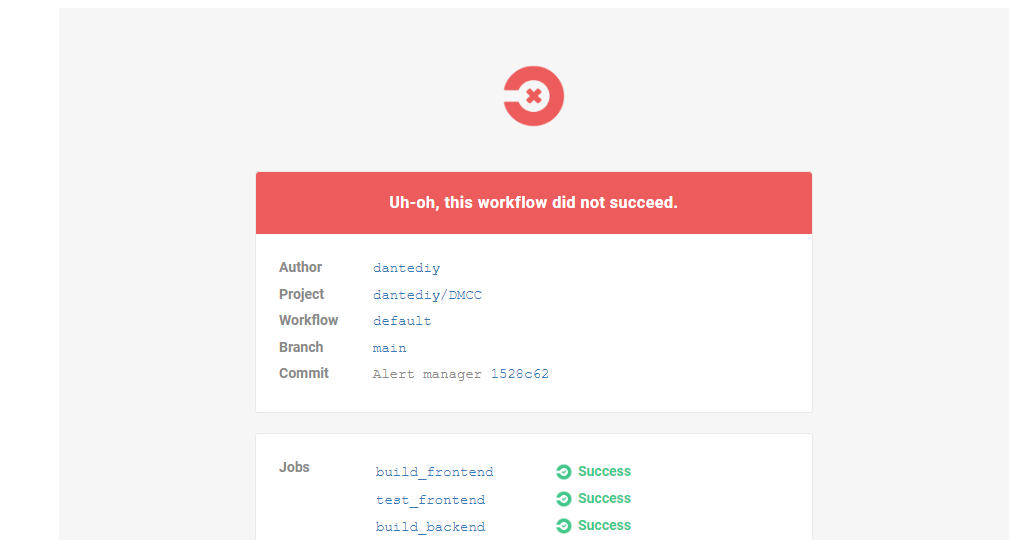 Uh-oh, this workflow did not succeed.
Author dantediy
Project dantediy/DMCC
Workflow default
Branch main
Commit Alert manager 1528c62
Jobs build_frontend Success
test_frontend Success
build_backend Success